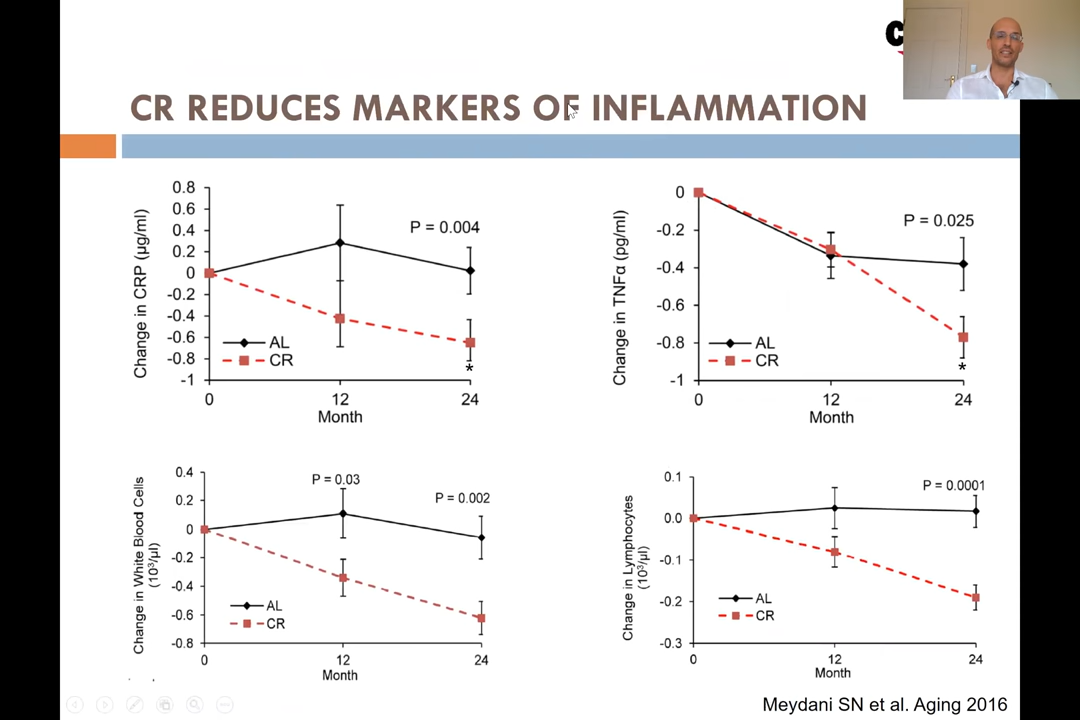 C
CR REDUCES MARKERS OF INFLAMMATION
0.8
0.6
0.4
0.2
0
-0.2
-0.4
-0.6
-0.8
-1
Change in CRP (µg/ml)
P = 0.004
AL
CR
*
0
12
24
Month
0
-0.2
-0.4
-0.6
-0.8
-1
Change in TNFα (pg/ml)
P = 0.025
AL
CR
*
0
12
24
Month
0.4
0.2
0
-0.2
-0.4
-0.6
-0.8
Change in White Blood Cells
(10³/µl)
P = 0.03
P = 0.002
AL
CR
0
12
24
Month
0.1
0.0
-0.1
-0.2
-0.3
Change in Lymphocytes
(10³/µl)
P = 0.0001
AL
CR
0
12
24
Month
Meydani SN et al. Aging 2016